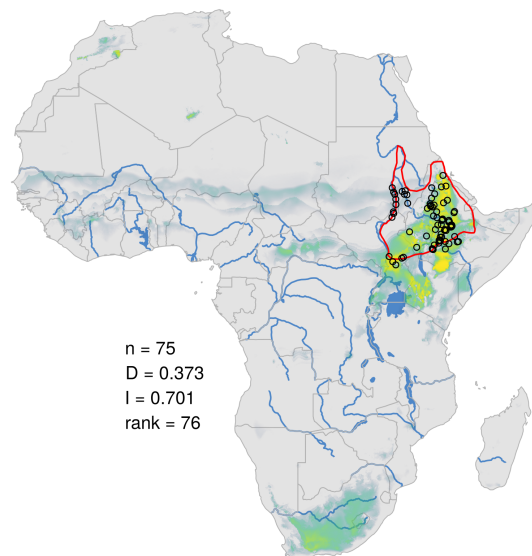 n = 75
D = 0.373
I = 0.701
rank = 76